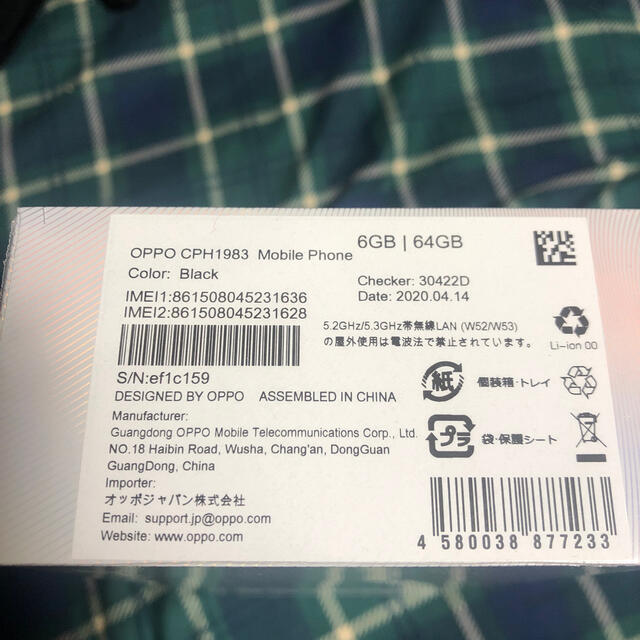 OPPO CPH1983 Mobile Phone
6GB | 64GB
Color: Black
Checker: 30422D
IMEI1:861508045231636
Date: 2020.04.14
IMEI2:861508045231628
5.2GHz/5.3GHz帯無線LAN (W52/W53)
の屋外使用は電波法で禁止されています。
Li-ion 00
S/N:ef1c159
紙
個装箱・トレイ
DESIGNED BY OPPO ASSEMBLED IN CHINA
Manufacturer:
Guangdong OPPO Mobile Telecommunications Corp., Ltd.
プラ
袋・保護シート
NO.18 Haibin Road, Wusha, Chang'an, DongGuan
GuangDong, China
Importer:
オッポジャパン株式会社
Email: support.jp@oppo.com
Website: www.oppo.com
4 580038 877233